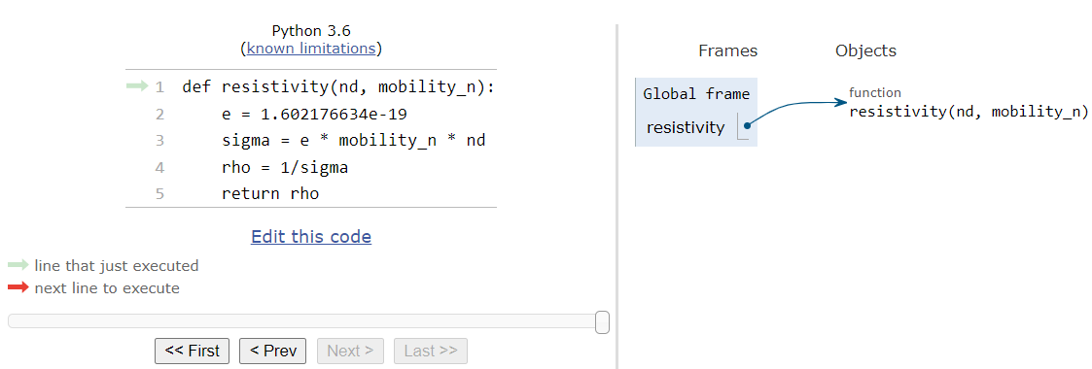 Python 3.6
(known limitations)
1 def resistivity(nd, mobility_n):
2     e = 1.602176634e-19
3     sigma = e * mobility_n * nd
4     rho = 1/sigma
5     return rho
Edit this code
line that just executed
next line to execute
<< First < Prev Next > Last >>
Frames Objects
Global frame
resistivity
function
resistivity(nd, mobility_n)